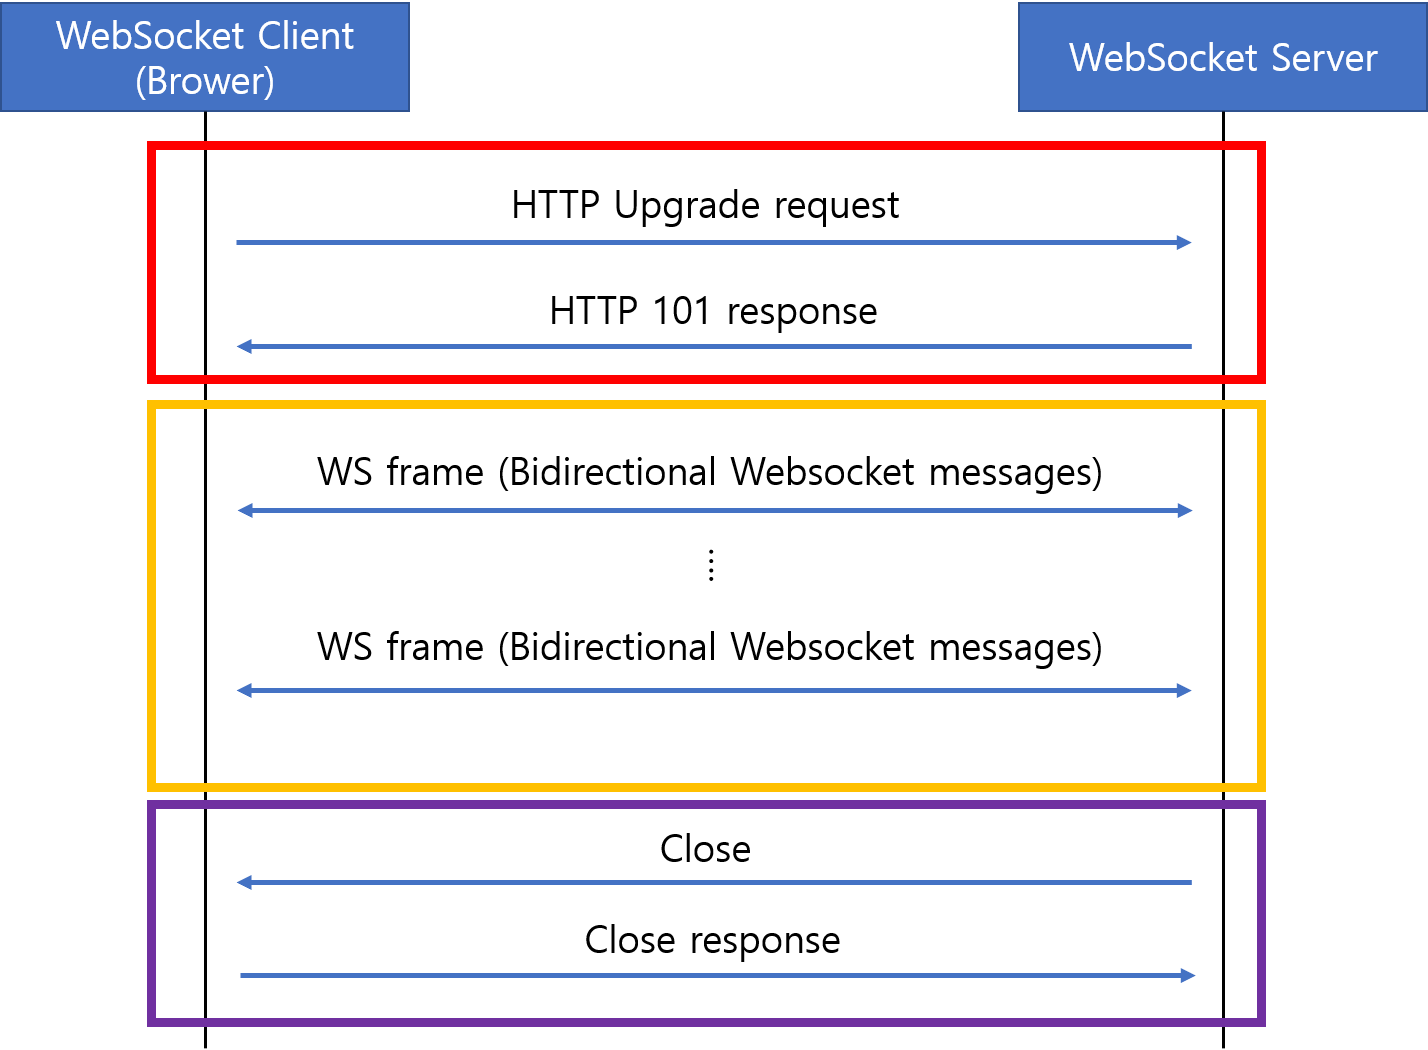 WebSocket Client
(Brower)
WebSocket Server
HTTP Upgrade request
HTTP 101 response
WS frame (Bidirectional Websocket messages)
WS frame (Bidirectional Websocket messages)
Close
Close response